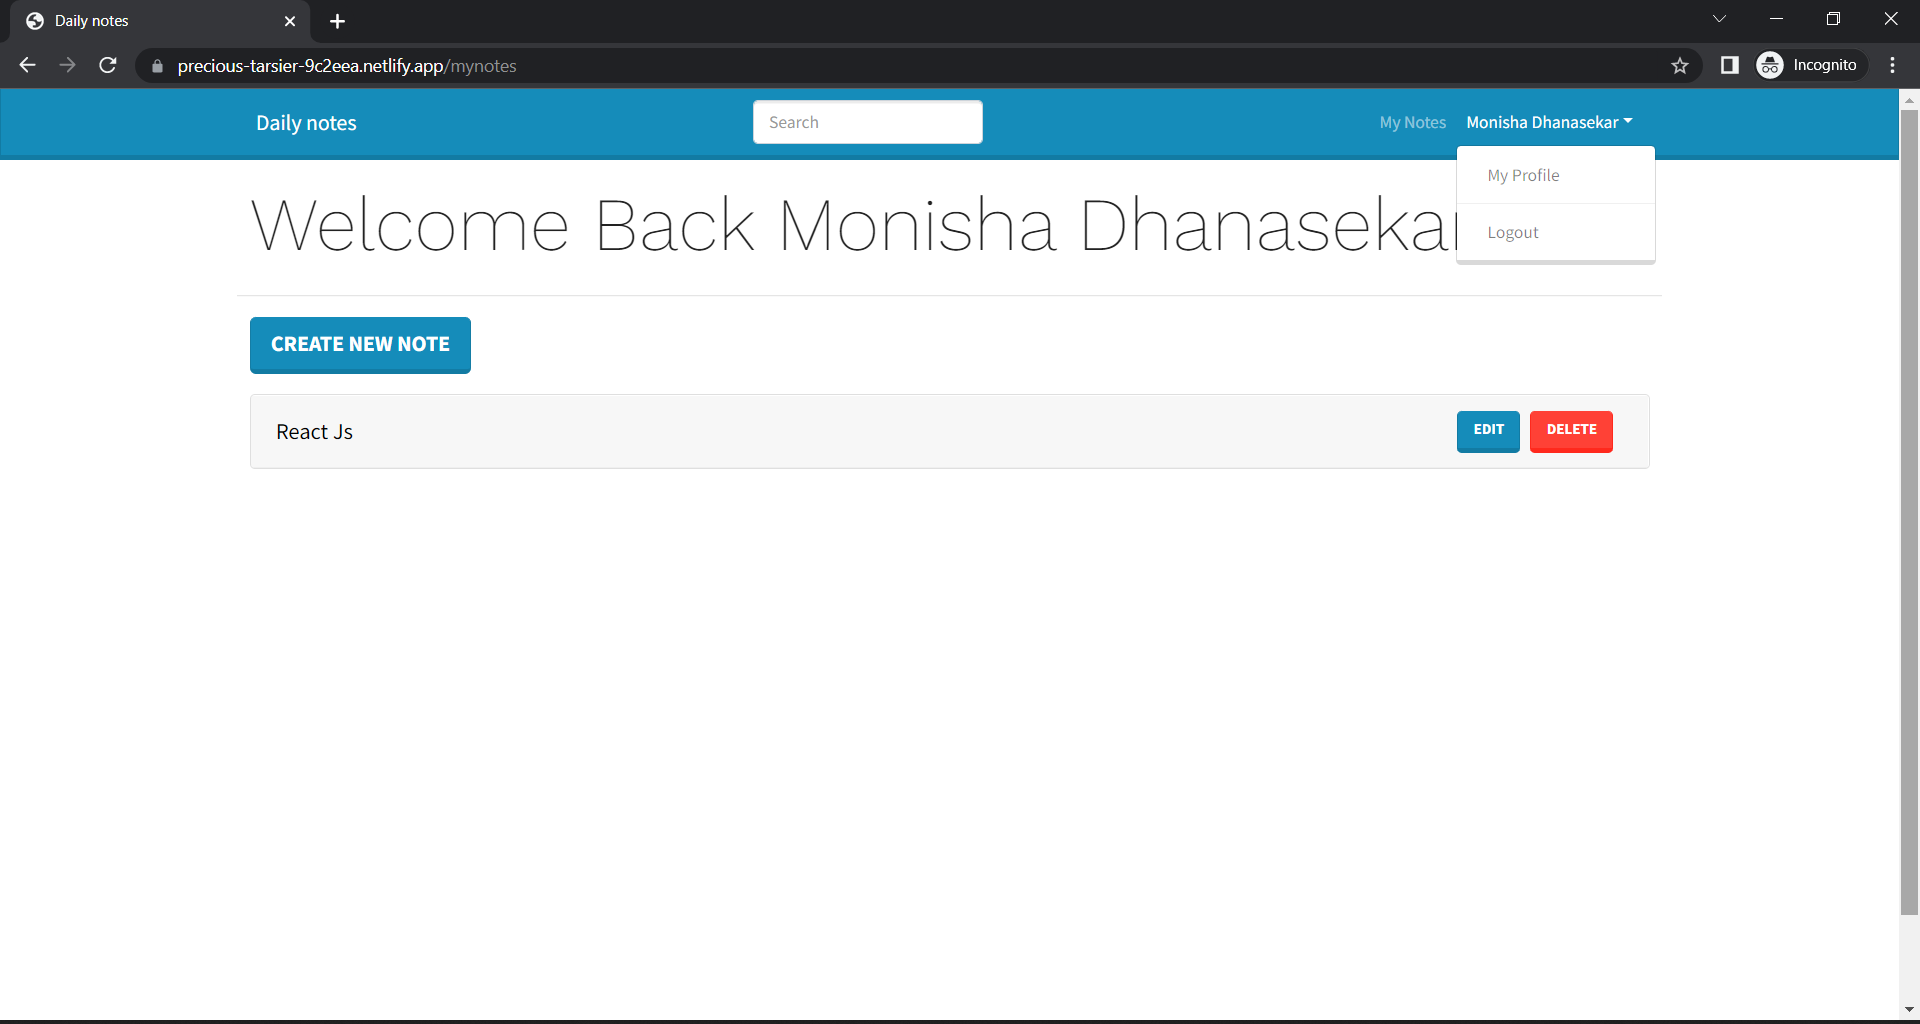 Daily notes
precious-tarsier-9c2eea.netlify.app/mynotes
Incognito
Daily notes
Search
My Notes
Monisha Dhanasekar
My Profile
Logout
Welcome Back Monisha Dhanasekar
CREATE NEW NOTE
React Js
EDIT
DELETE